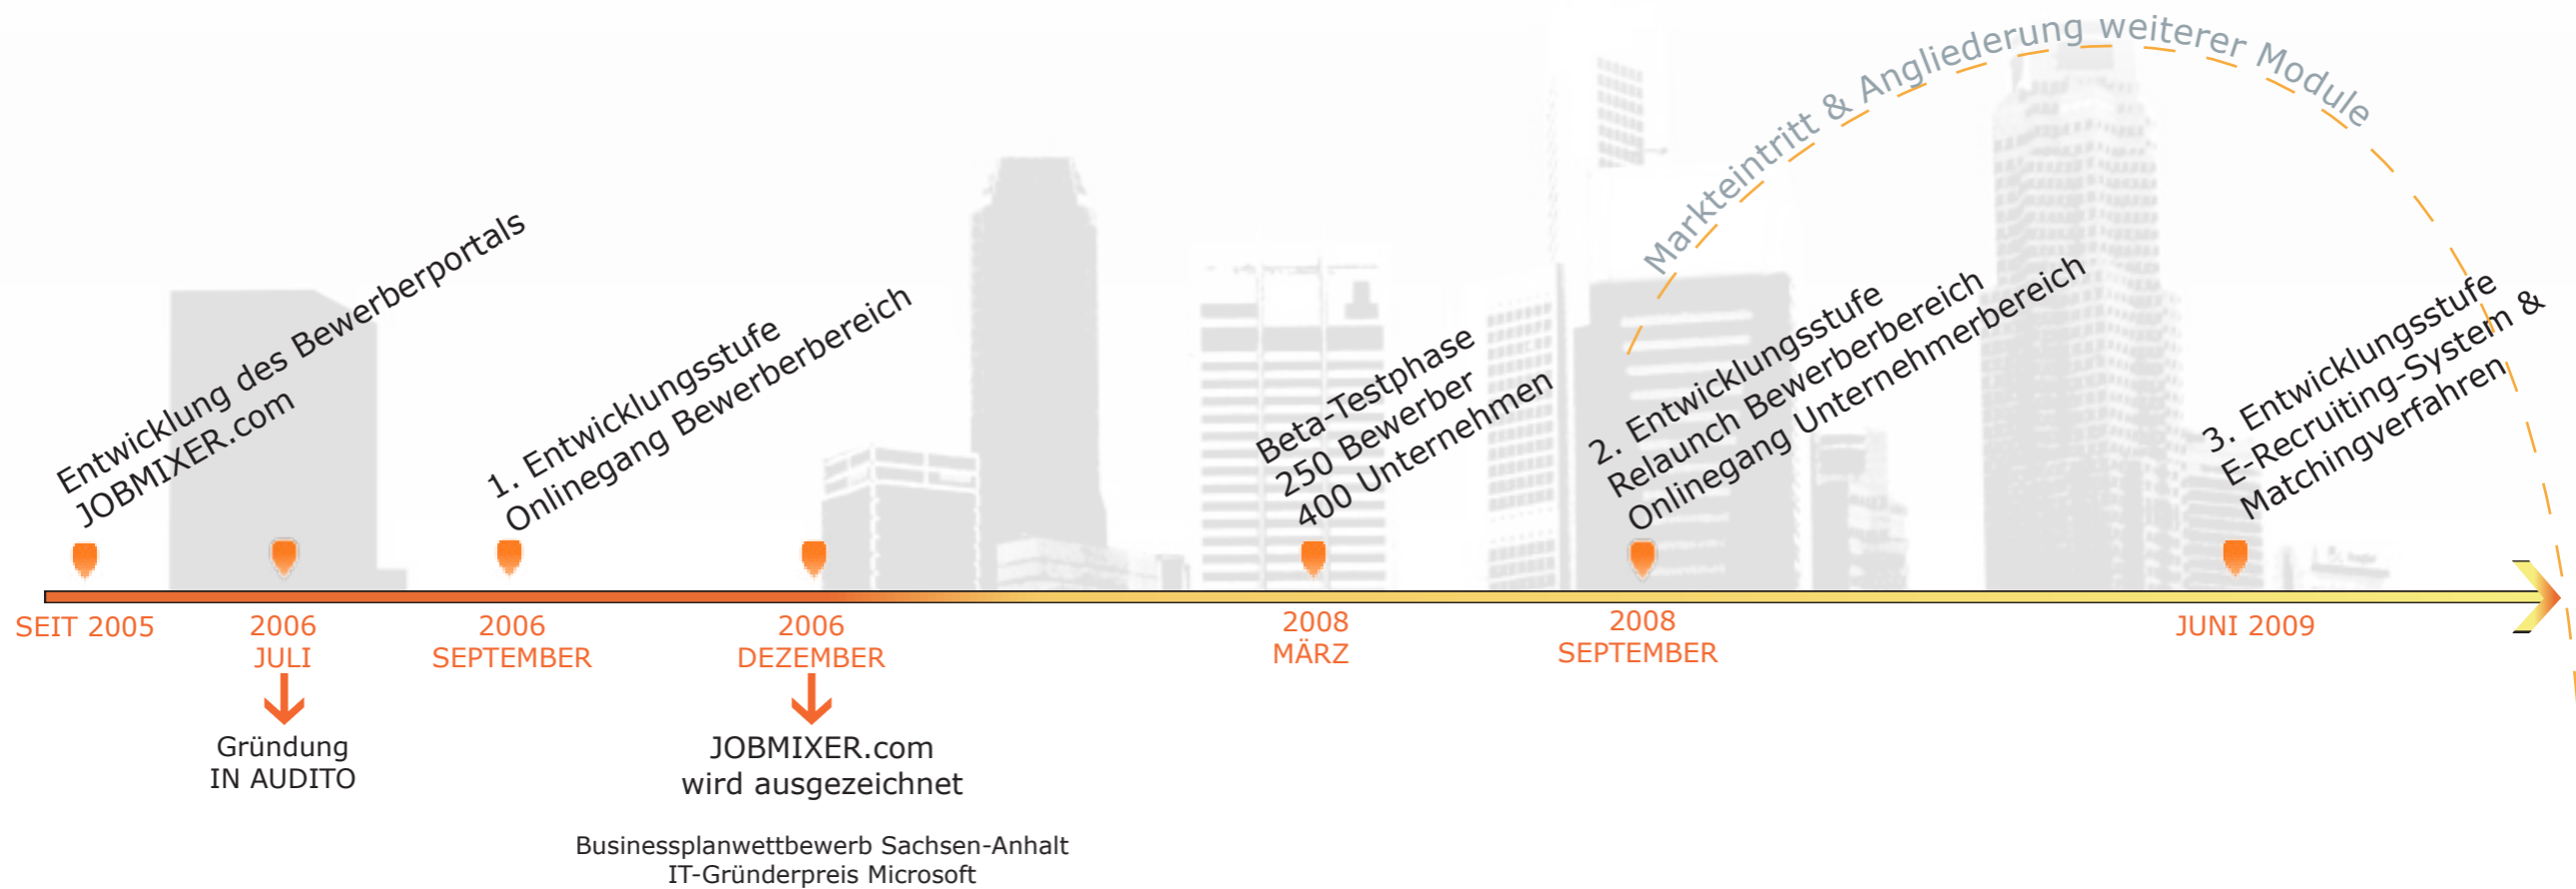 Markteintritt & Angliederung weiterer Module
Entwicklung des Bewerberportals
JOBMIXER.com
1. Entwicklungsstufe
Onlinegang Bewerberbereich
Beta-Testphase
250 Bewerber
400 Unternehmen
2. Entwicklungsstufe
Relaunch Bewerberbereich
Onlinegang Unternehmerbereich
3. Entwicklungsstufe
E-Recruiting-System &
Matchingverfahren
SEIT 2005
2006
JULI
2006
SEPTEMBER
2006
DEZEMBER
2008
MÄRZ
2008
SEPTEMBER
JUNI 2009
Gründung
IN AUDITO
JOBMIXER.com
wird ausgezeichnet
Businessplanwettbewerb Sachsen-Anhalt
IT-Gründerpreis Microsoft